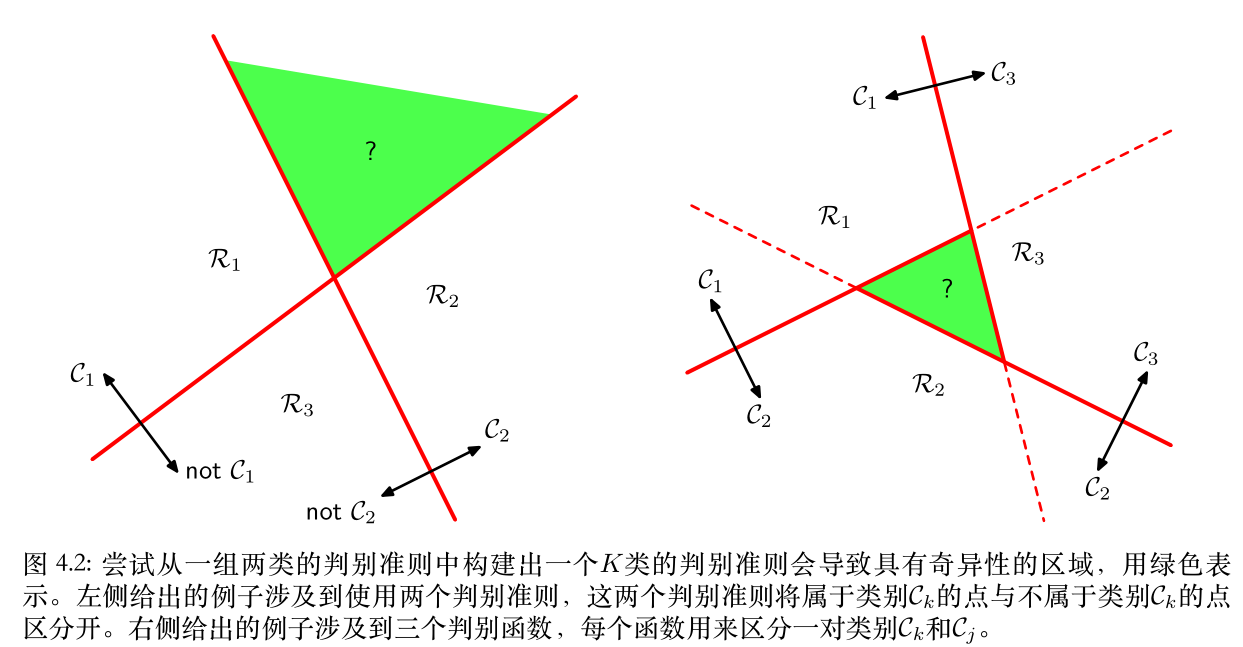 ?
R₁
R₂
C₁
R₃
not C₁
C₂
not C₂
C₁
C₃
R₁
R₃
?
C₁
C₂
R₂
C₃
C₂
图 4.2: 尝试从一组两类的判别准则中构建出一个K类的判别准则会导致具有奇异性的区域，用绿色表
示。左侧给出的例子涉及到使用两个判别准则，这两个判别准则将属于类别Cₖ的点与不属于类别Cₖ的点
区分开。右侧给出的例子涉及到三个判别函数，每个函数用来区分一对类别Cₖ和Cⱼ。